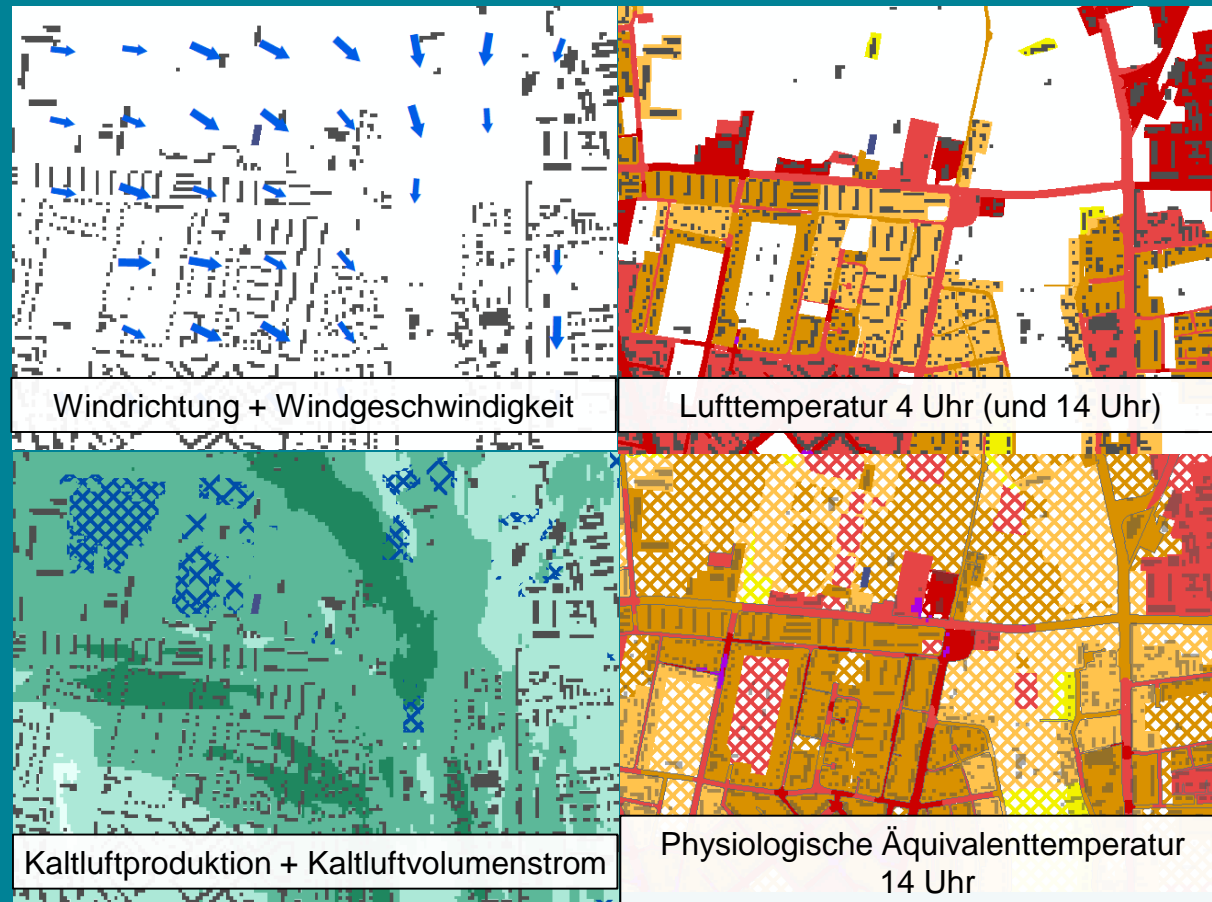 Windrichtung + Windgeschwindigkeit
Lufttemperatur 4 Uhr (und 14 Uhr)
Kaltluftproduktion + Kaltluftvolumenstrom
Physiologische Äquivalenttemperatur
14 Uhr